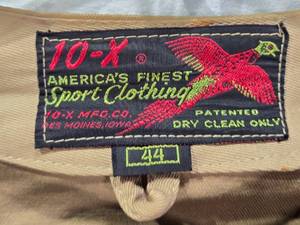 10-X ®
AMERICA'S FINEST
Sport Clothing
10-X MFG. CO.
DES MOINES, IOWA
PATENTED
DRY CLEAN ONLY
44